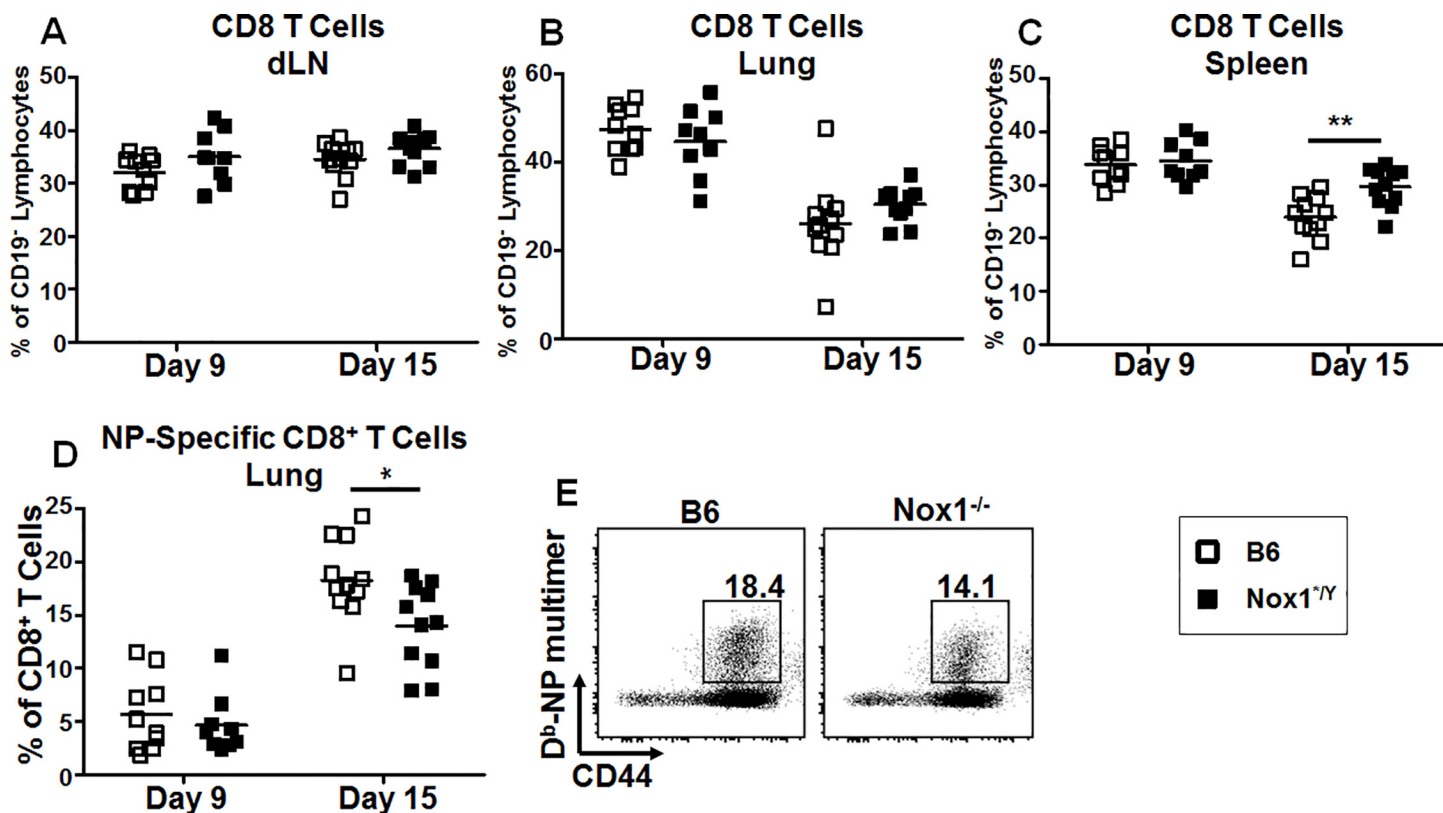 A
CD8 T Cells
dLN
% of CD19⁻ Lymphocytes
50
40
30
20
10
0
Day 9
Day 15
B
CD8 T Cells
Lung
% of CD19⁻ Lymphocytes
60
40
20
0
Day 9
Day 15
C
CD8 T Cells
Spleen
% of CD19⁻ Lymphocytes
50
40
30
20
10
0
**
Day 9
Day 15
D
NP-Specific CD8⁺ T Cells
Lung
% of CD8⁺ T Cells
25
20
15
10
5
0
*
Day 9
Day 15
E
B6
Nox1⁻/⁻
18.4
14.1
Dᵇ-NP multimer
CD44
B6
Nox1*/Y